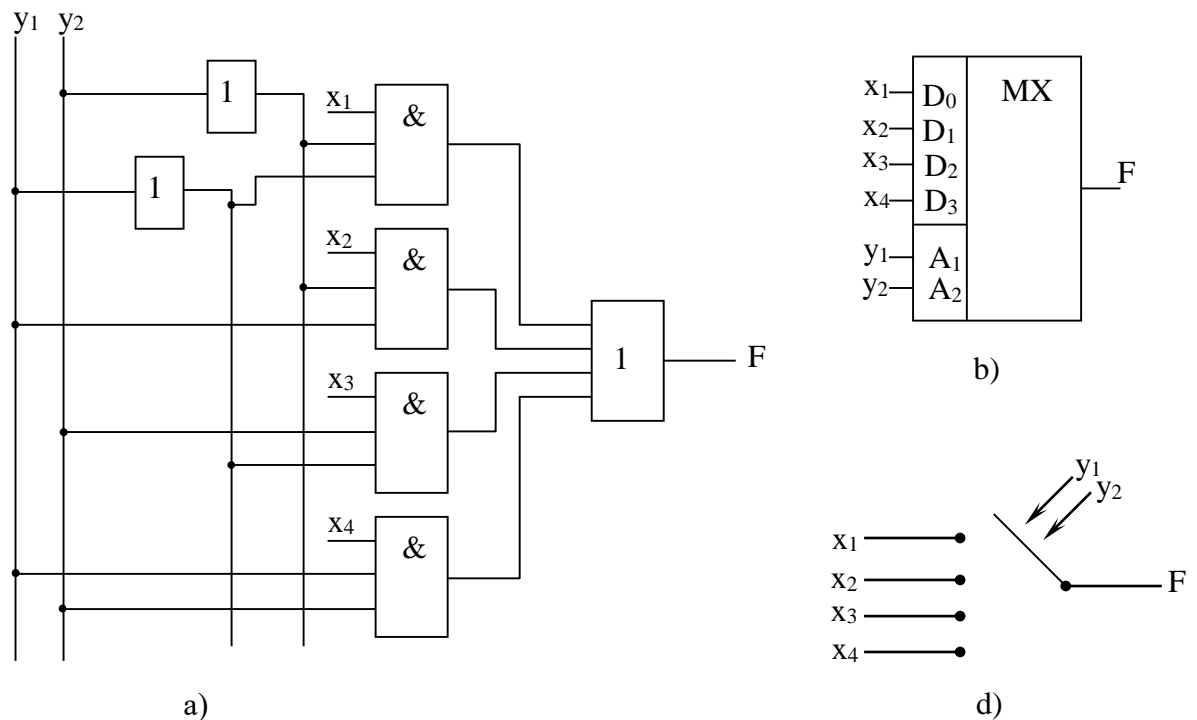 y₁ y₂
1
x₁
&
1
x₂
&
x₃
&
x₄
&
1
F
a)
x₁ D₀ MX
x₂ D₁
x₃ D₂
x₄ D₃
F
y₁ A₁
y₂ A₂
b)
y₁
y₂
x₁
x₂
F
x₃
x₄
d)